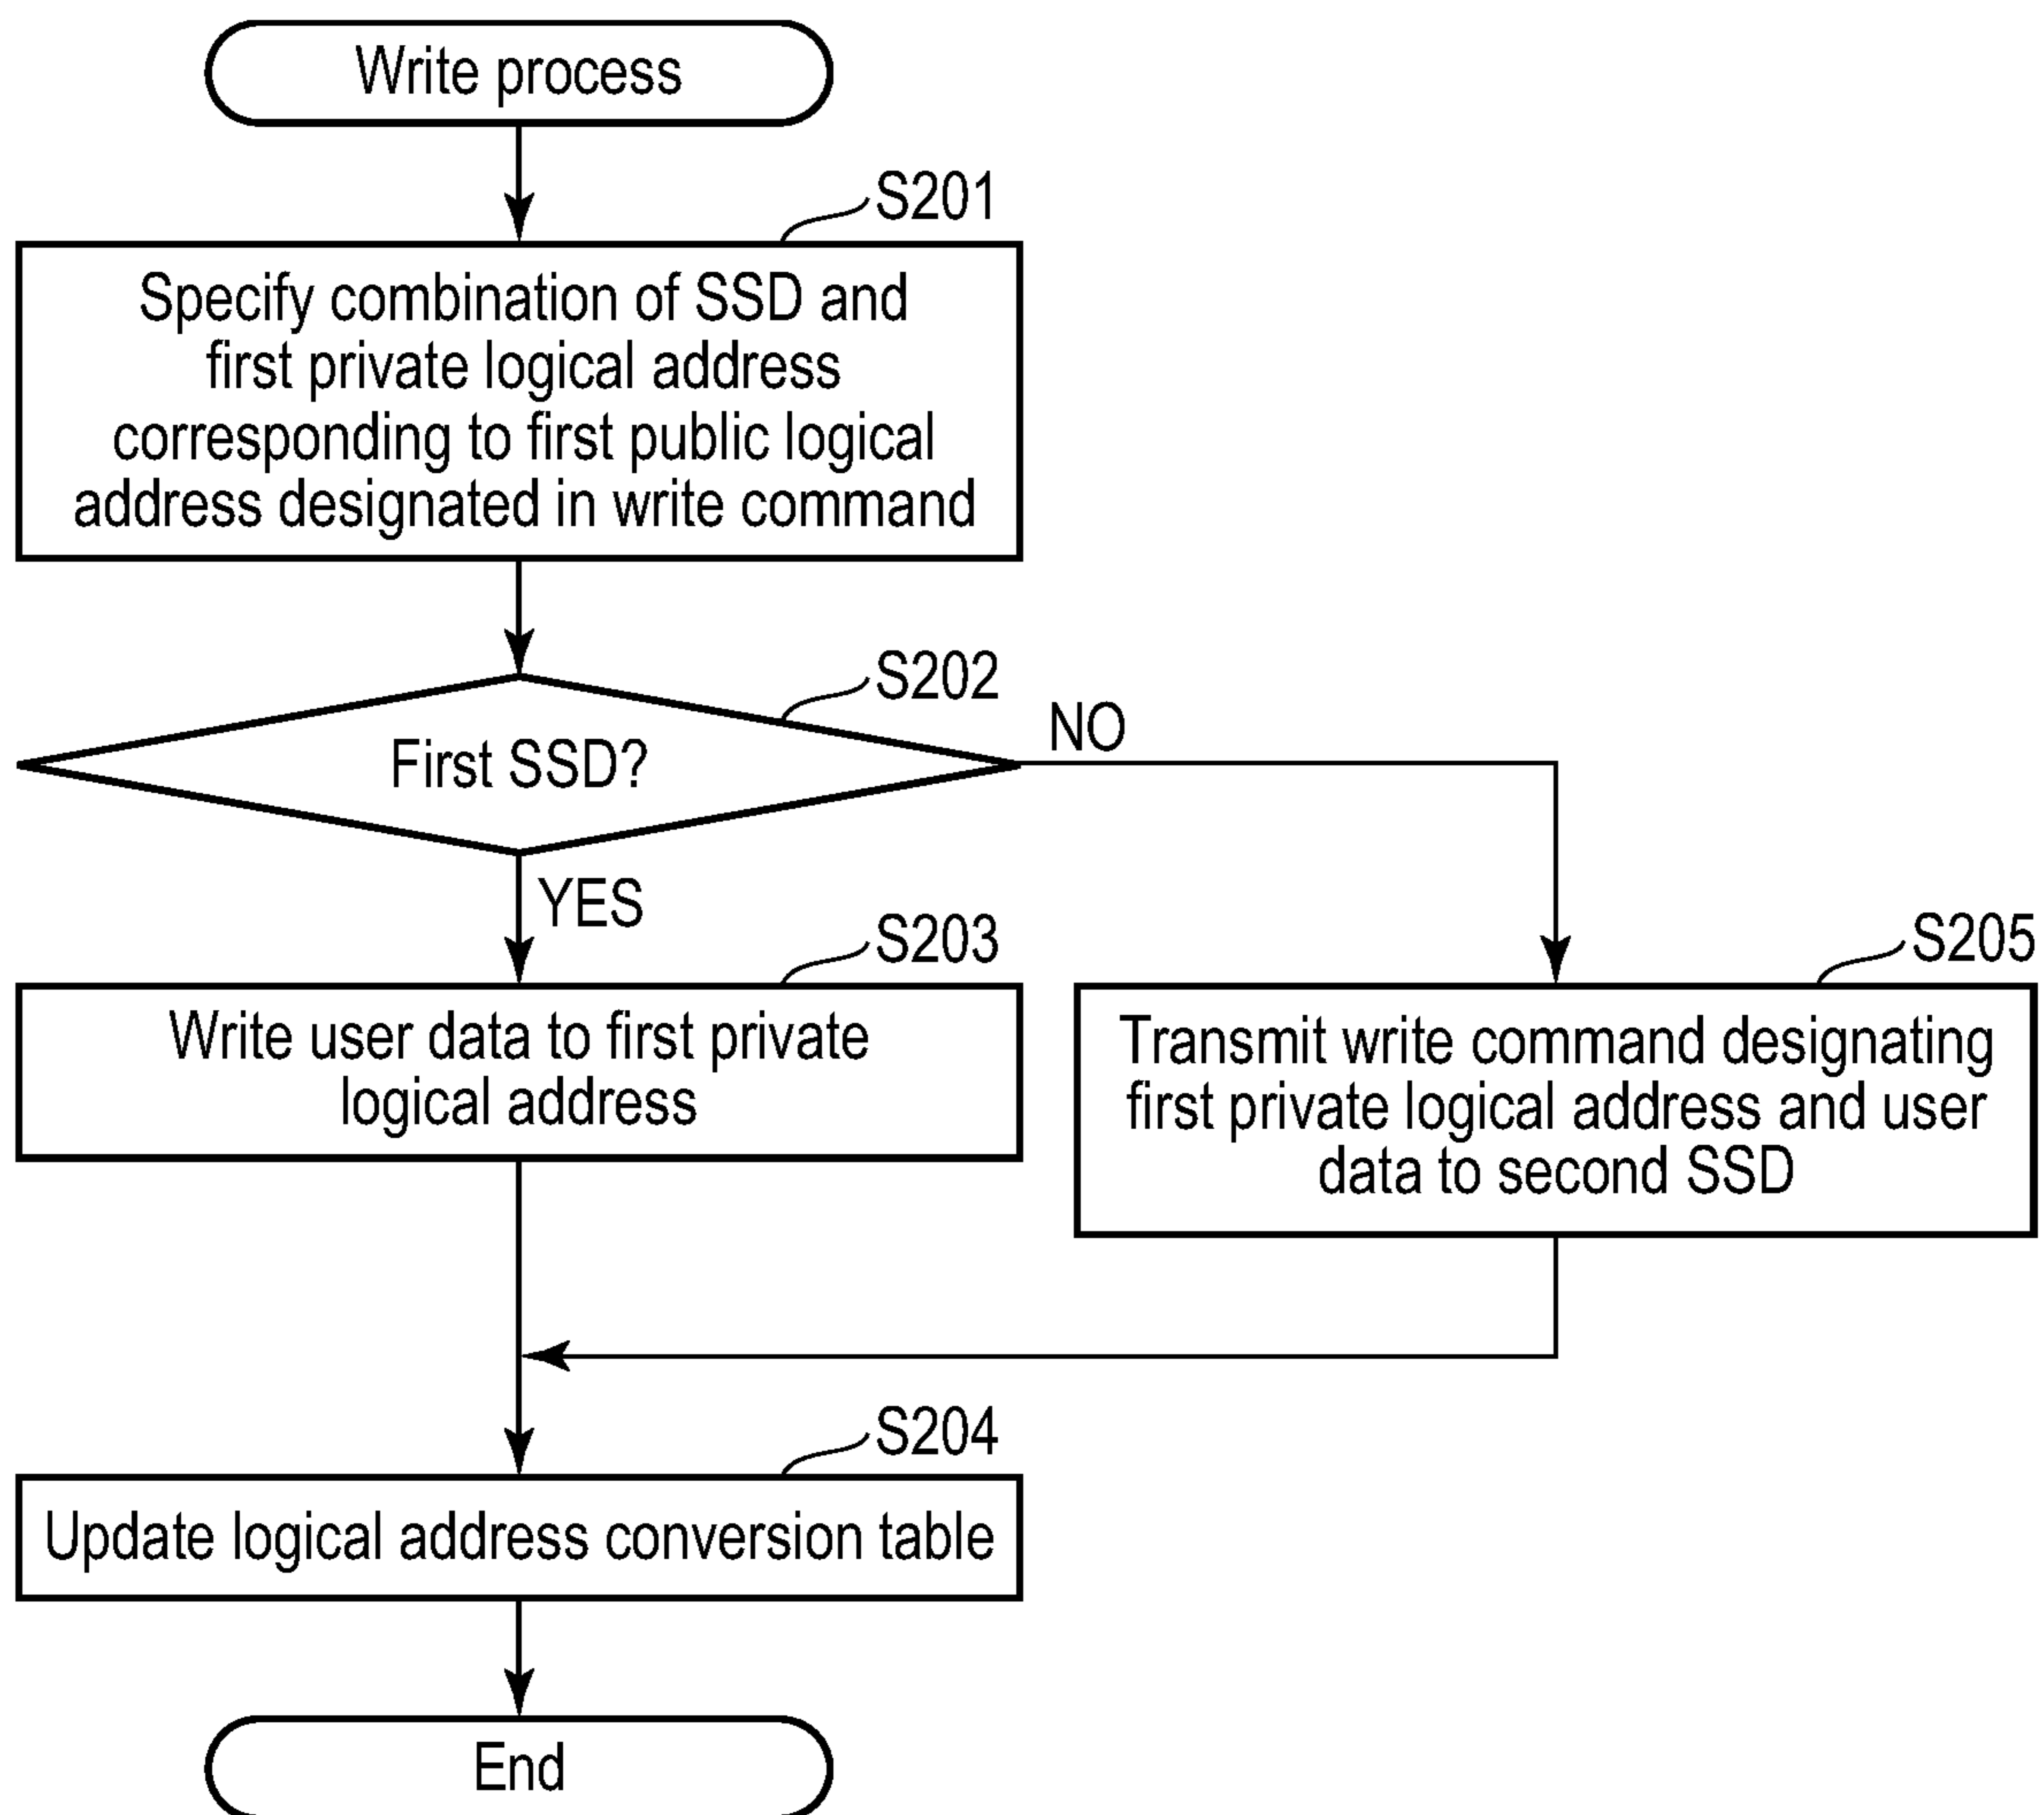 Write process
S201
Specify combination of SSD and
first private logical address
corresponding to first public logical
address designated in write command
S202
First SSD?
NO
YES
S203
Write user data to first private
logical address
S205
Transmit write command designating
first private logical address and user
data to second SSD
S204
Update logical address conversion table
End